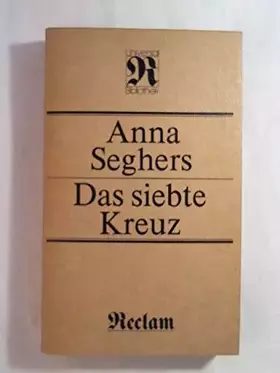 Universal
R
Bibliothek
Anna
Seghers
Das siebte
Kreuz
Reclam